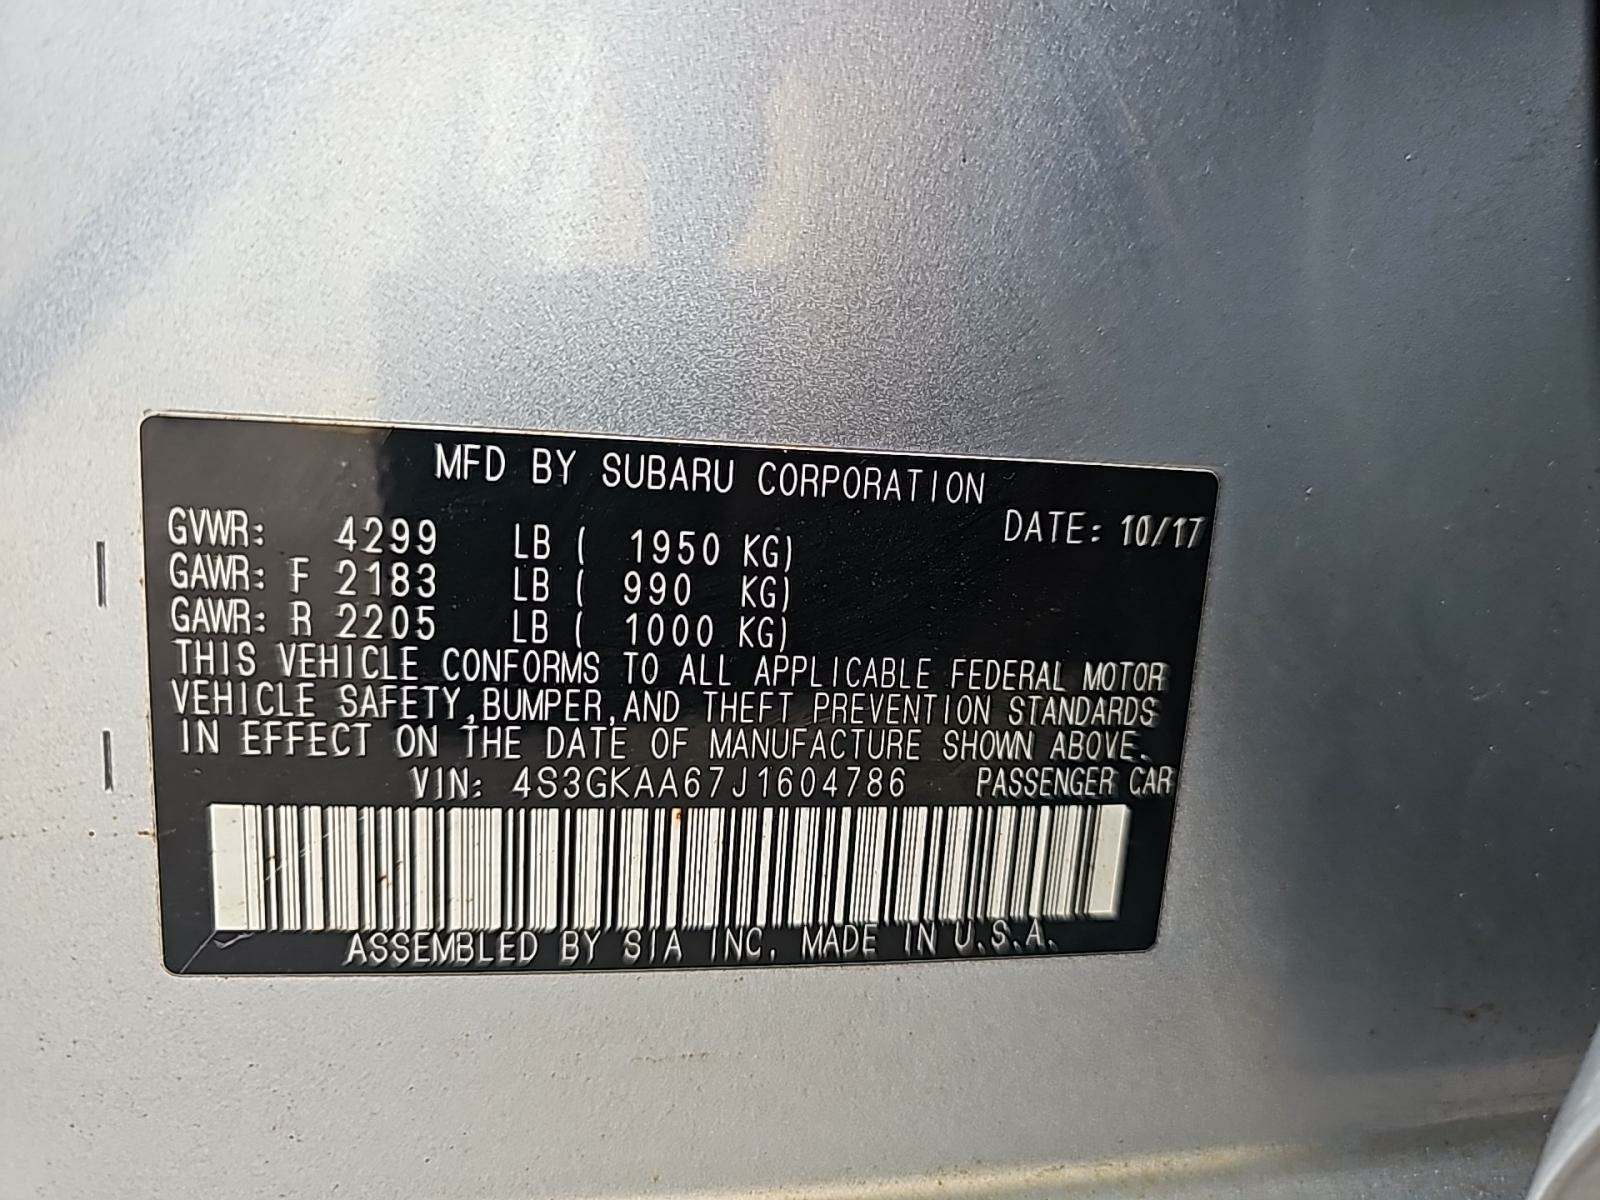 MFD BY SUBARU CORPORATION
DATE: 10/17
GVWR: 4299 LB ( 1950 KG)
GAWR: F 2183 LB ( 990 KG)
GAWR: R 2205 LB ( 1000 KG)
THIS VEHICLE CONFORMS TO ALL APPLICABLE FEDERAL MOTOR
VEHICLE SAFETY,BUMPER,AND THEFT PREVENTION STANDARDS
IN EFFECT ON THE DATE OF MANUFACTURE SHOWN ABOVE.
VIN: 4S3GKAA67J1604786 PASSENGER CAR
ASSEMBLED BY SIA INC. MADE IN U.S.A.